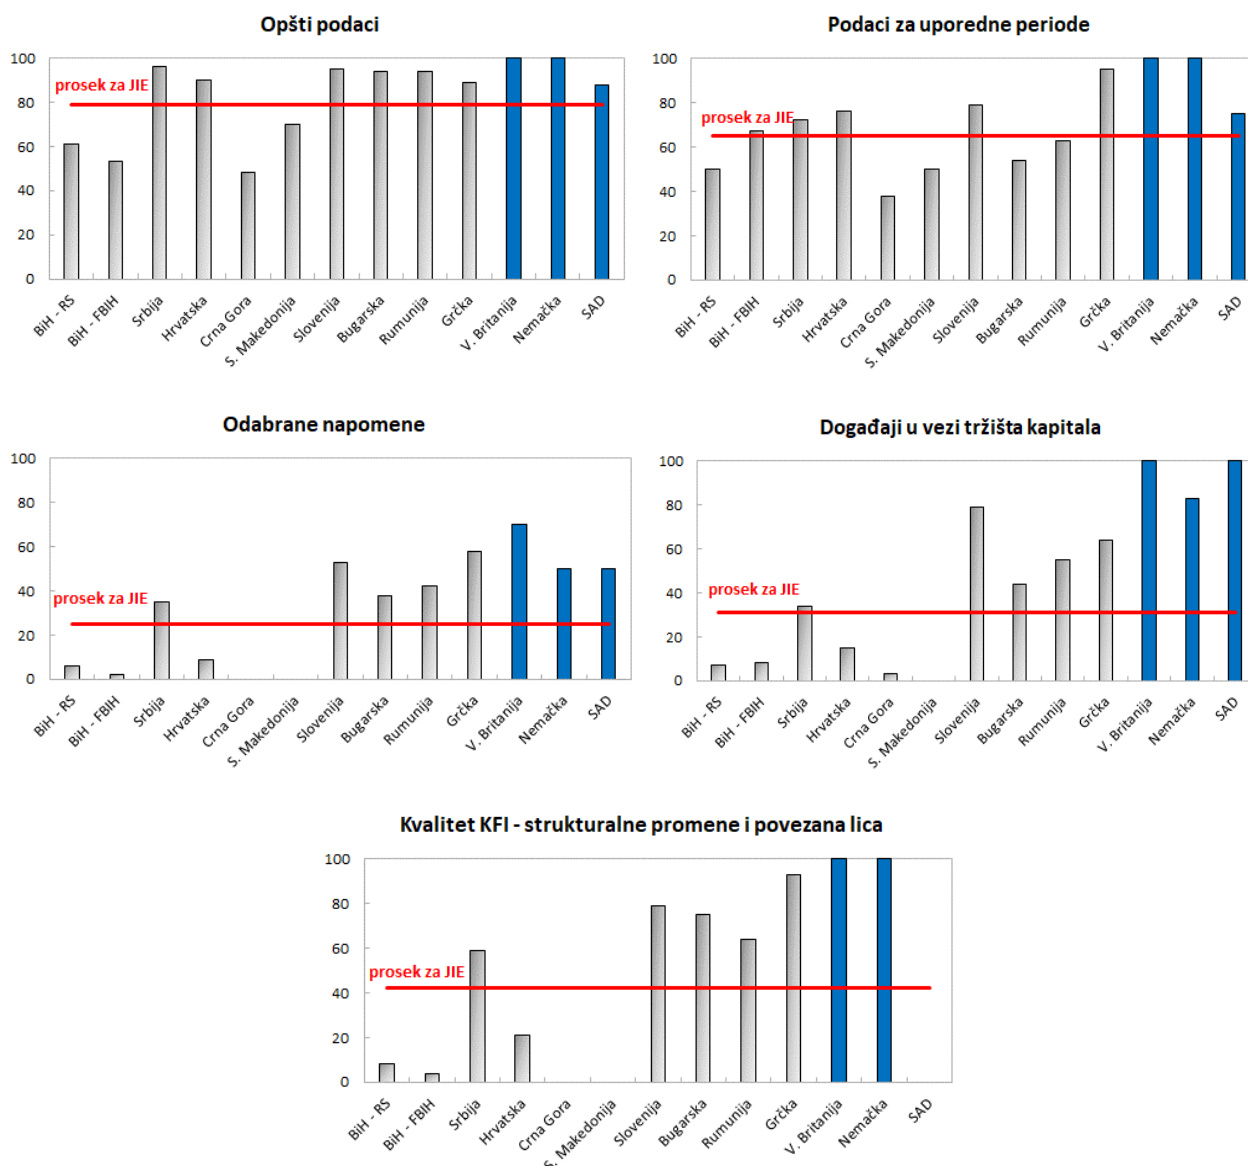 Opšti podaci
100
80
60
40
20
0
prosek za JIE
BiH - RS
BiH - FBIH
Srbija
Hrvatska
Crna Gora
S. Makedonija
Slovenija
Bugarska
Rumunija
Grčka
V. Britanija
Nemačka
SAD
Podaci za uporedne periode
100
80
60
40
20
0
prosek za JIE
BiH - RS
BiH - FBIH
Srbija
Hrvatska
Crna Gora
S. Makedonija
Slovenija
Bugarska
Rumunija
Grčka
V. Britanija
Nemačka
SAD
Odabrane napomene
100
80
60
40
20
0
prosek za JIE
BiH - RS
BiH - FBIH
Srbija
Hrvatska
Crna Gora
S. Makedonija
Slovenija
Bugarska
Rumunija
Grčka
V. Britanija
Nemačka
SAD
Događaji u vezi tržišta kapitala
100
80
60
40
20
0
prosek za JIE
BiH - RS
BiH - FBIH
Srbija
Hrvatska
Crna Gora
S. Makedonija
Slovenija
Bugarska
Rumunija
Grčka
V. Britanija
Nemačka
SAD
Kvalitet KFI - strukturalne promene i povezana lica
100
80
60
40
20
0
prosek za JIE
BiH - RS
BiH - FBIH
Srbija
Hrvatska
Crna Gora
S. Makedonija
Slovenija
Bugarska
Rumunija
Grčka
V. Britanija
Nemačka
SAD